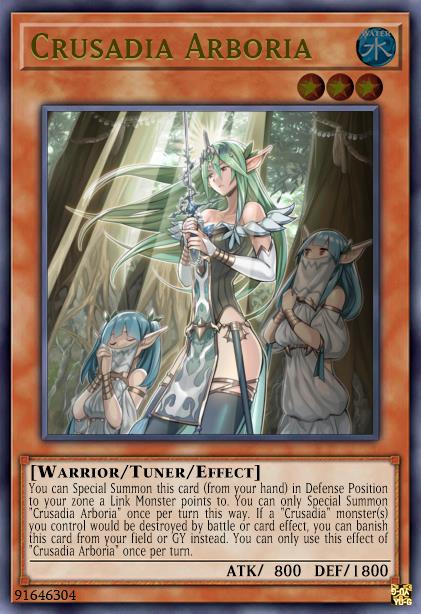 CRUSADIA ARBORIA
WATER
水
[WARRIOR/TUNER/EFFECT]
You can Special Summon this card (from your hand) in Defense Position
to your zone a Link Monster points to. You can only Special Summon
"Crusadia Arboria" once per turn this way. If a "Crusadia" monster(s)
you control would be destroyed by battle or card effect, you can banish
this card from your field or GY instead. You can only use this effect of
"Crusadia Arboria" once per turn.
ATK/ 800 DEF/1800
91646304